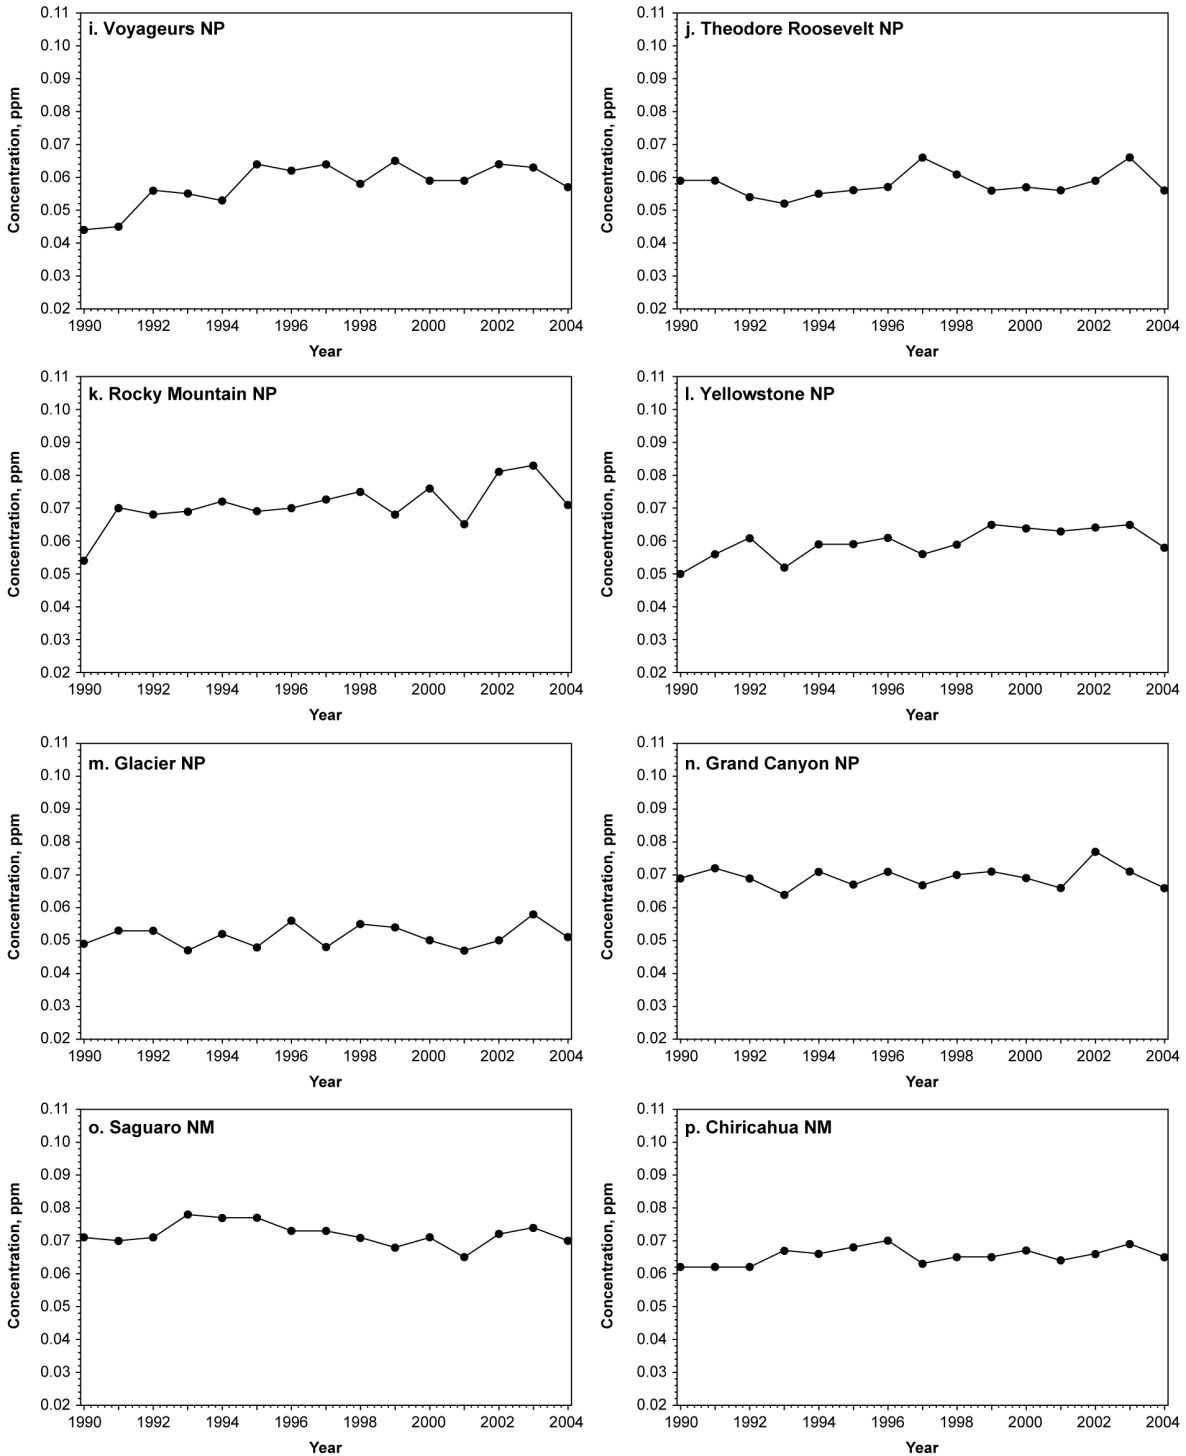 i. Voyageurs NP
0.11
0.10
0.09
0.08
0.07
0.06
0.05
0.04
0.03
0.02
Concentration, ppm
1990 1992 1994 1996 1998 2000 2002 2004
Year
j. Theodore Roosevelt NP
0.11
0.10
0.09
0.08
0.07
0.06
0.05
0.04
0.03
0.02
Concentration, ppm
1990 1992 1994 1996 1998 2000 2002 2004
Year
k. Rocky Mountain NP
0.11
0.10
0.09
0.08
0.07
0.06
0.05
0.04
0.03
0.02
Concentration, ppm
1990 1992 1994 1996 1998 2000 2002 2004
Year
l. Yellowstone NP
0.11
0.10
0.09
0.08
0.07
0.06
0.05
0.04
0.03
0.02
Concentration, ppm
1990 1992 1994 1996 1998 2000 2002 2004
Year
m. Glacier NP
0.11
0.10
0.09
0.08
0.07
0.06
0.05
0.04
0.03
0.02
Concentration, ppm
1990 1992 1994 1996 1998 2000 2002 2004
Year
n. Grand Canyon NP
0.11
0.10
0.09
0.08
0.07
0.06
0.05
0.04
0.03
0.02
Concentration, ppm
1990 1992 1994 1996 1998 2000 2002 2004
Year
o. Saguaro NM
0.11
0.10
0.09
0.08
0.07
0.06
0.05
0.04
0.03
0.02
Concentration, ppm
1990 1992 1994 1996 1998 2000 2002 2004
Year
p. Chiricahua NM
0.11
0.10
0.09
0.08
0.07
0.06
0.05
0.04
0.03
0.02
Concentration, ppm
1990 1992 1994 1996 1998 2000 2002 2004
Year